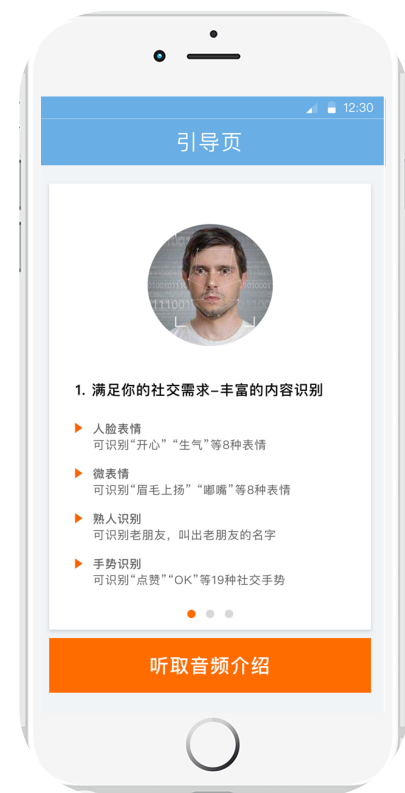 12:30
引导页
1. 满足你的社交需求–丰富的内容识别
人脸表情
可识别“开心” “生气”等8种表情
微表情
可识别“眉毛上扬” “嘟嘴”等8种表情
熟人识别
可识别老朋友，叫出老朋友的名字
手势识别
可识别“点赞”“OK”等19种社交手势
听取音频介绍